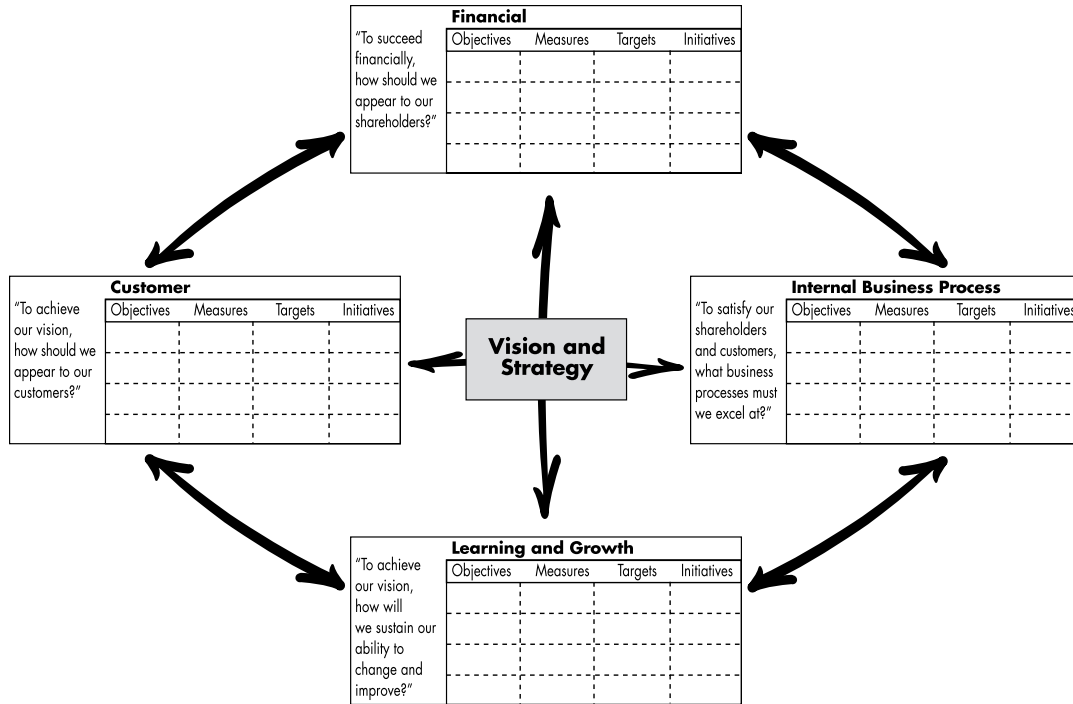 Financial
“To succeed
financially,
how should we
appear to our
shareholders?”
Objectives Measures Targets Initiatives
Customer
“To achieve
our vision,
how should we
appear to our
customers?”
Objectives Measures Targets Initiatives
Vision and
Strategy
Internal Business Process
“To satisfy our
shareholders
and customers,
what business
processes must
we excel at?”
Objectives Measures Targets Initiatives
Learning and Growth
“To achieve
our vision,
how will
we sustain our
ability to
change and
improve?”
Objectives Measures Targets Initiatives